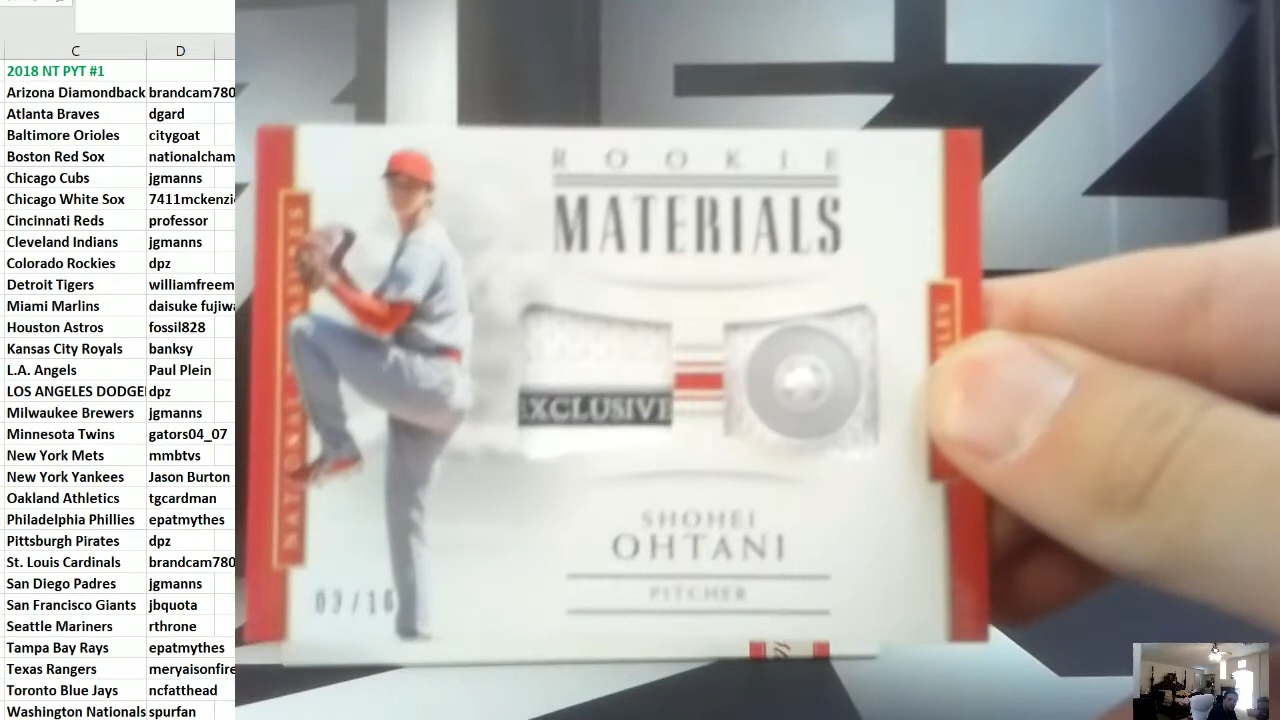 C D
2018 NT PYT #1
Arizona Diamondback brandcam780
Atlanta Braves dgard
Baltimore Orioles citygoat
Boston Red Sox nationalcham
Chicago Cubs jgmanns
Chicago White Sox 7411mckenzi
Cincinnati Reds professor
Cleveland Indians jgmanns
Colorado Rockies dpz
Detroit Tigers williamfreem
Miami Marlins daisuke fujiwa
Houston Astros fossil828
Kansas City Royals banksy
L.A. Angels Paul Plein
LOS ANGELES DODGE dpz
Milwaukee Brewers jgmanns
Minnesota Twins gators04_07
New York Mets mmbtvs
New York Yankees Jason Burton
Oakland Athletics tgcardman
Philadelphia Phillies epatmythes
Pittsburgh Pirates dpz
St. Louis Cardinals brandcam780
San Diego Padres jgmanns
San Francisco Giants jbquota
Seattle Mariners rthrone
Tampa Bay Rays epatmythes
Texas Rangers meryaisonfire
Toronto Blue Jays ncfatthead
Washington Nationals spurfan
ROOKIE
MATERIALS
EXCLUSIVE
SHOHEI
OHTANI
PITCHER
NATIONAL